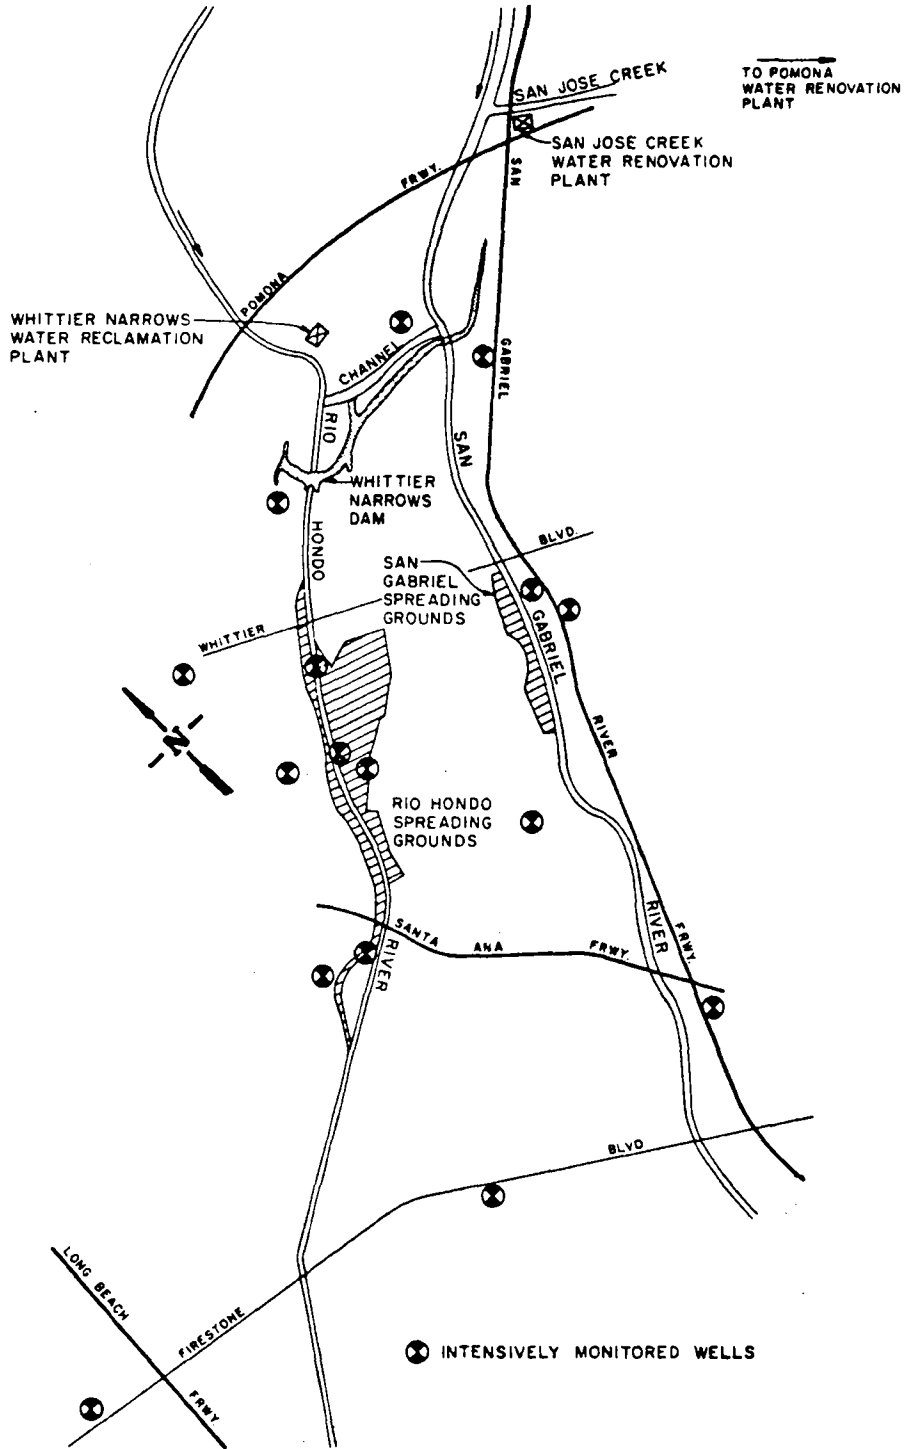 SAN JOSE CREEK
TO POMONA
WATER RENOVATION
PLANT
SAN JOSE CREEK
WATER RENOVATION
PLANT
FRWY.
SAN
POMONA
WHITTIER NARROWS
WATER RECLAMATION
PLANT
CHANNEL
GABRIEL
RIO
SAN
WHITTIER
NARROWS
DAM
HONDO
BLVD.
SAN
GABRIEL
SPREADING
GROUNDS
WHITTIER
GABRIEL
N
RIVER
RIO HONDO
SPREADING
GROUNDS
SANTA
ANA
FRWY.
RIVER
FRWY.
RIVER
BLVD
LONG BEACH
FIRESTONE
FRWY.
INTENSIVELY MONITORED WELLS